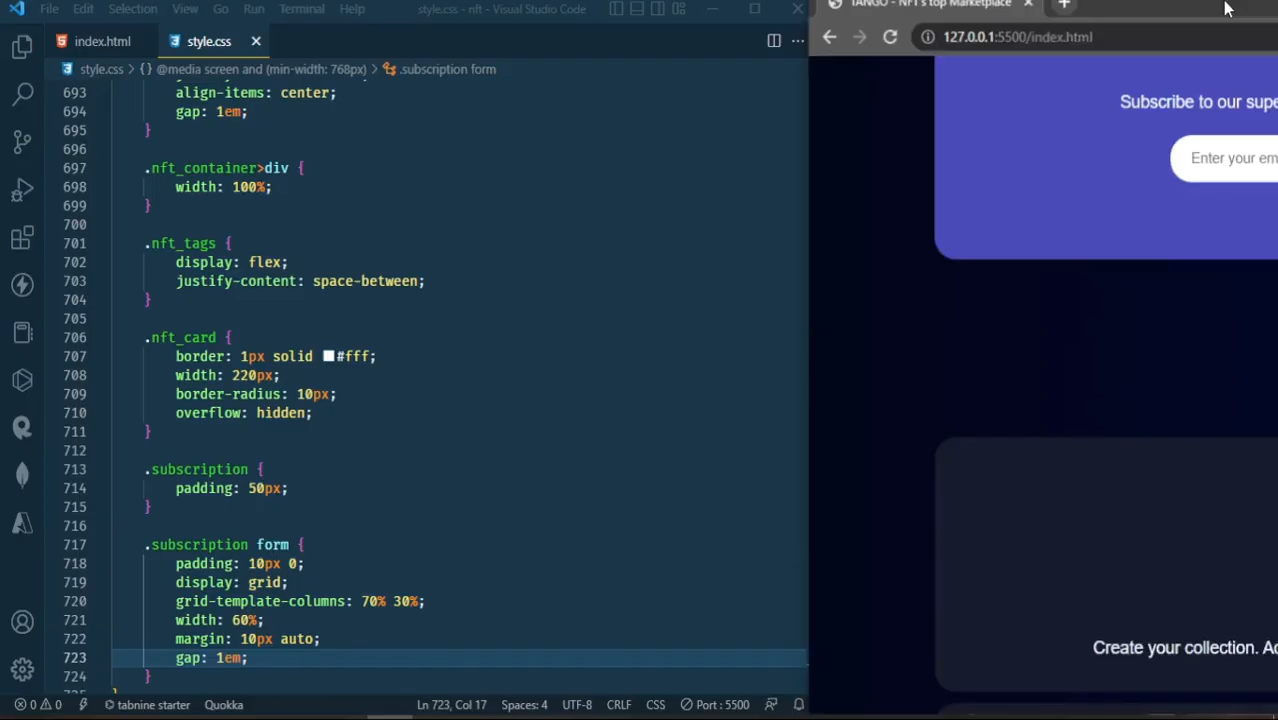 File Edit Selection View Go Run Terminal Help style.css - nft - Visual Studio Code
index.html style.css
style.css > {} @media screen and (min-width: 768px) > .subscription form
693 align-items: center;
694 gap: 1em;
695 }
696
697 .nft_container>div {
698 width: 100%;
699 }
700
701 .nft_tags {
702 display: flex;
703 justify-content: space-between;
704 }
705
706 .nft_card {
707 border: 1px solid #fff;
708 width: 220px;
709 border-radius: 10px;
710 overflow: hidden;
711 }
712
713 .subscription {
714 padding: 50px;
715 }
716
717 .subscription form {
718 padding: 10px 0;
719 display: grid;
720 grid-template-columns: 70% 30%;
721 width: 60%;
722 margin: 10px auto;
723 gap: 1em;
724 }
0 0 tabnine starter Quokka Ln 723, Col 17 Spaces: 4 UTF-8 CRLF CSS Port : 5500
TANGO - NFT's top Marketplace
127.0.0.1:5500/index.html
Subscribe to our supe
Enter your em
Create your collection. Ad